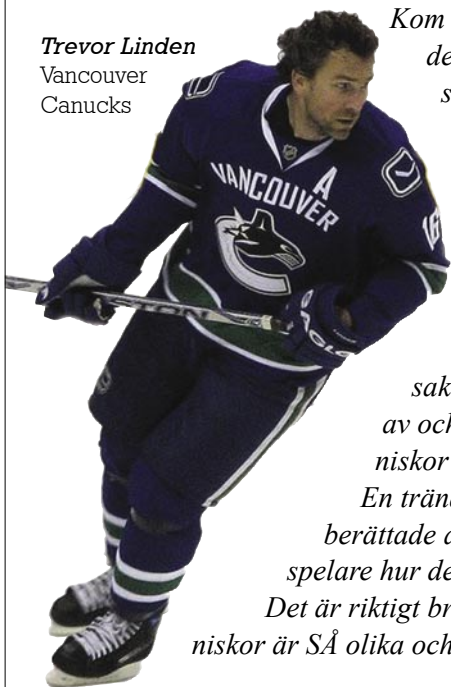 Trevor Linden
Vancouver
Canucks
Kom
de
s
VANCOUVER
A
16
sak
av och
niskor
En trän
berättade a
spelare hur de
Det är riktigt br
niskor är SÅ olika och